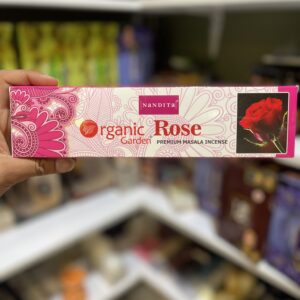 NANDITA
Organic Rose
Garden PREMIUM MASALA INCENSE